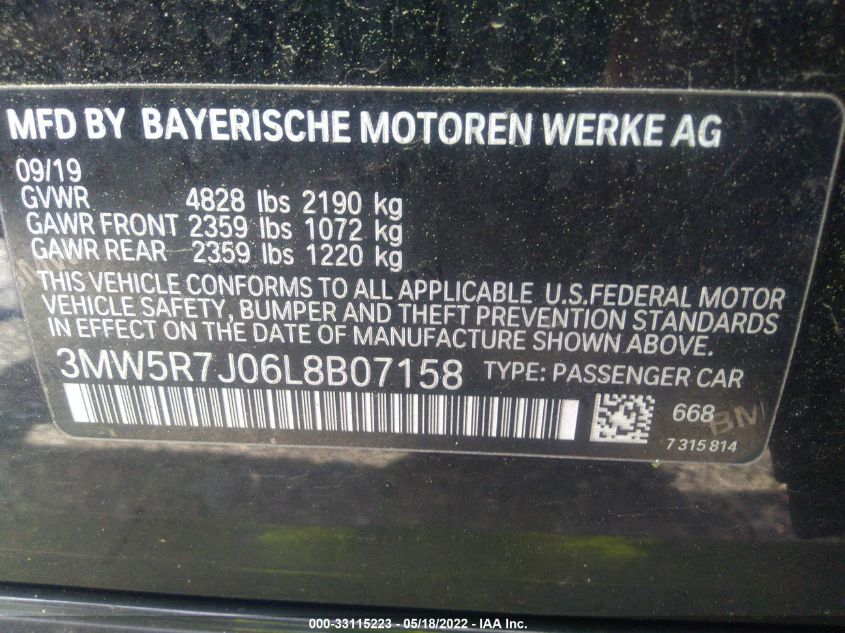 MFD BY BAYERISCHE MOTOREN WERKE AG
09/19
GVWR 4828 lbs 2190 kg
GAWR FRONT 2359 lbs 1072 kg
GAWR REAR 2359 lbs 1220 kg
THIS VEHICLE CONFORMS TO ALL APPLICABLE U.S.FEDERAL MOTOR
VEHICLE SAFETY, BUMPER AND THEFT PREVENTION STANDARDS
IN EFFECT ON THE DATE OF MANUFACTURE SHOWN ABOVE.
3MW5R7J06L8B07158 TYPE: PASSENGER CAR
668
7 315 814
000-33115223 - 05/18/2022 - IAA Inc.